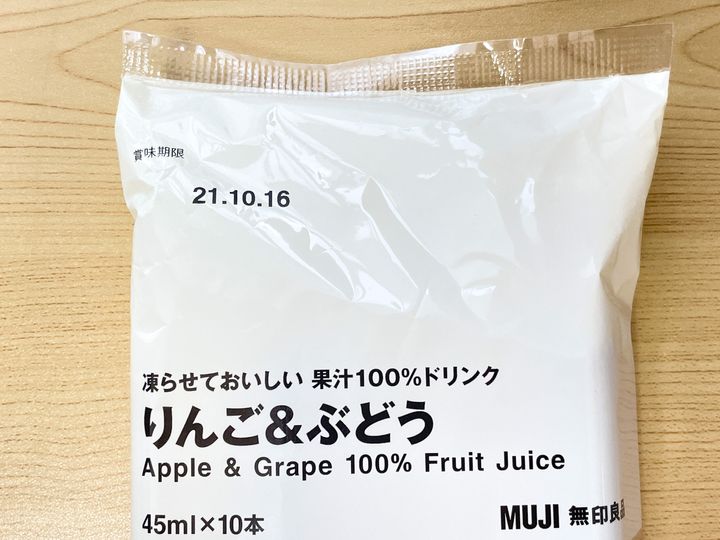 賞味期限
21.10.16
凍らせておいしい 果汁100%ドリンク
りんご&ぶどう
Apple & Grape 100% Fruit Juice
45ml×10本
MUJI 無印良品